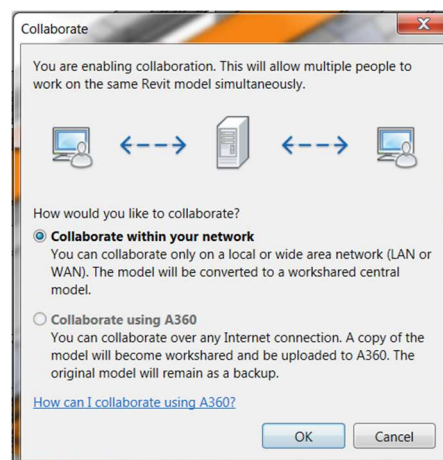 Collaborate
You are enabling collaboration. This will allow multiple people to
work on the same Revit model simultaneously.
How would you like to collaborate?
Collaborate within your network
You can collaborate only on a local or wide area network (LAN or
WAN). The model will be converted to a workshared central
model.
Collaborate using A360
You can collaborate over any Internet connection. A copy of the
model will become workshared and be uploaded to A360. The
original model will remain as a backup.
How can I collaborate using A360?
OK Cancel